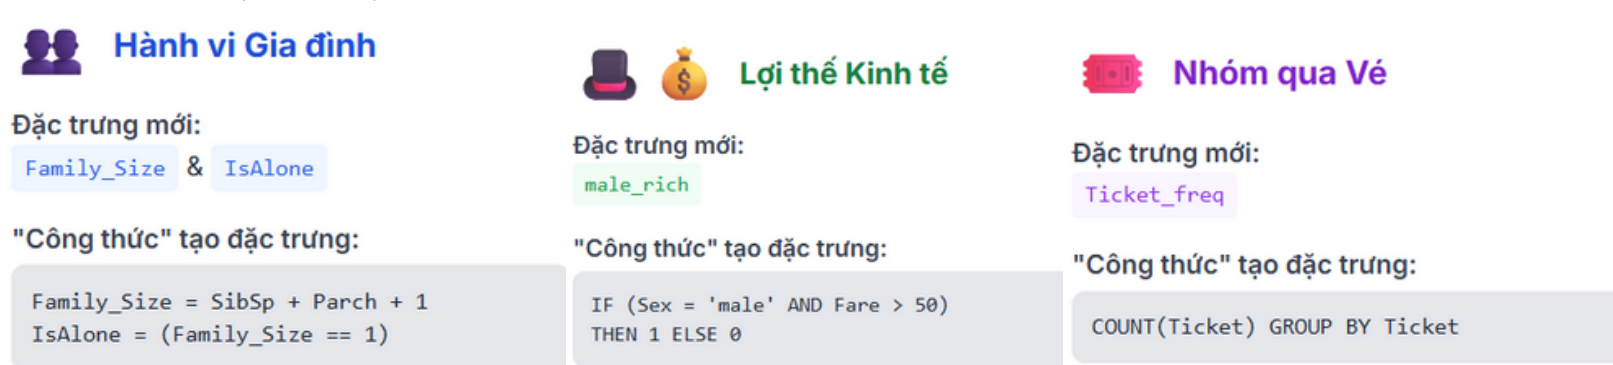 Hành vi Gia đình
Đặc trưng mới:
Family_Size & IsAlone
"Công thức" tạo đặc trưng:
Family_Size = SibSp + Parch + 1
IsAlone = (Family_Size == 1)
Lợi thế Kinh tế
Đặc trưng mới:
male_rich
"Công thức" tạo đặc trưng:
IF (Sex = 'male' AND Fare > 50)
THEN 1 ELSE 0
Nhóm qua Vé
Đặc trưng mới:
Ticket_freq
"Công thức" tạo đặc trưng:
COUNT(Ticket) GROUP BY Ticket